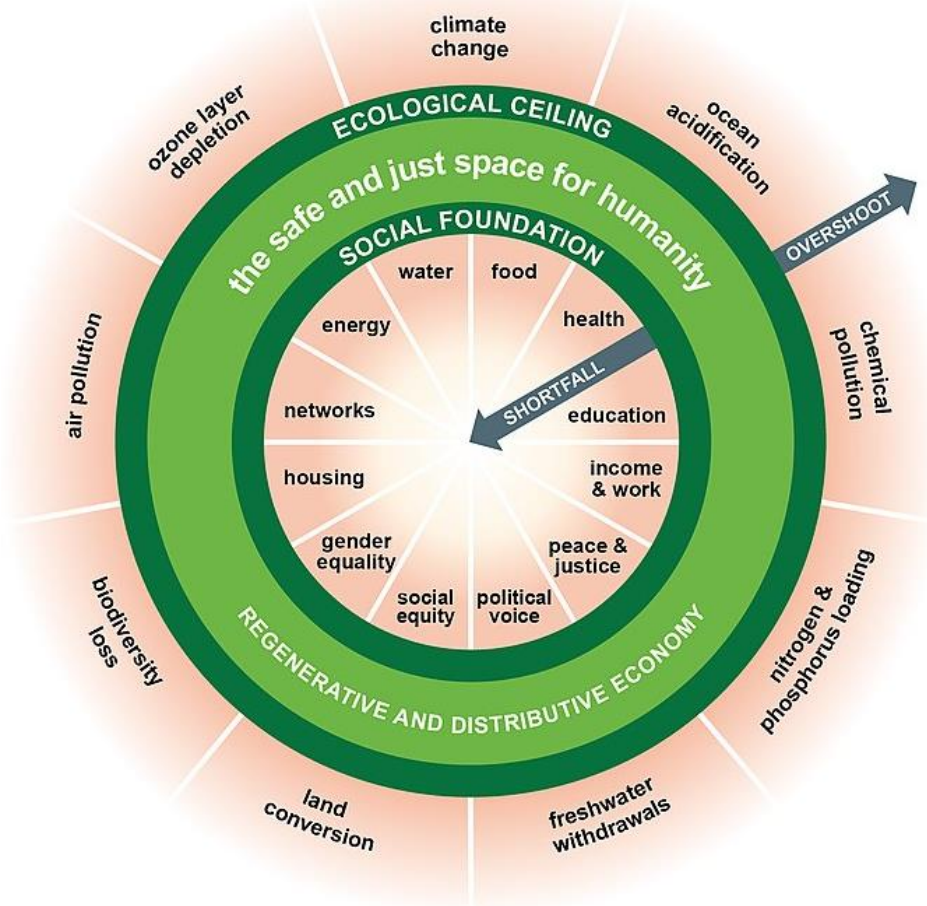 climate
change
ocean
acidification
chemical
pollution
nitrogen &
phosphorus loading
freshwater
withdrawals
land
conversion
biodiversity
loss
air pollution
ozone layer
depletion
ECOLOGICAL CEILING
the safe and just space for humanity
SOCIAL FOUNDATION
OVERSHOOT
SHORTFALL
water
food
health
education
income
& work
peace &
justice
political
voice
social
equity
gender
equality
housing
networks
energy
REGENERATIVE AND DISTRIBUTIVE ECONOMY